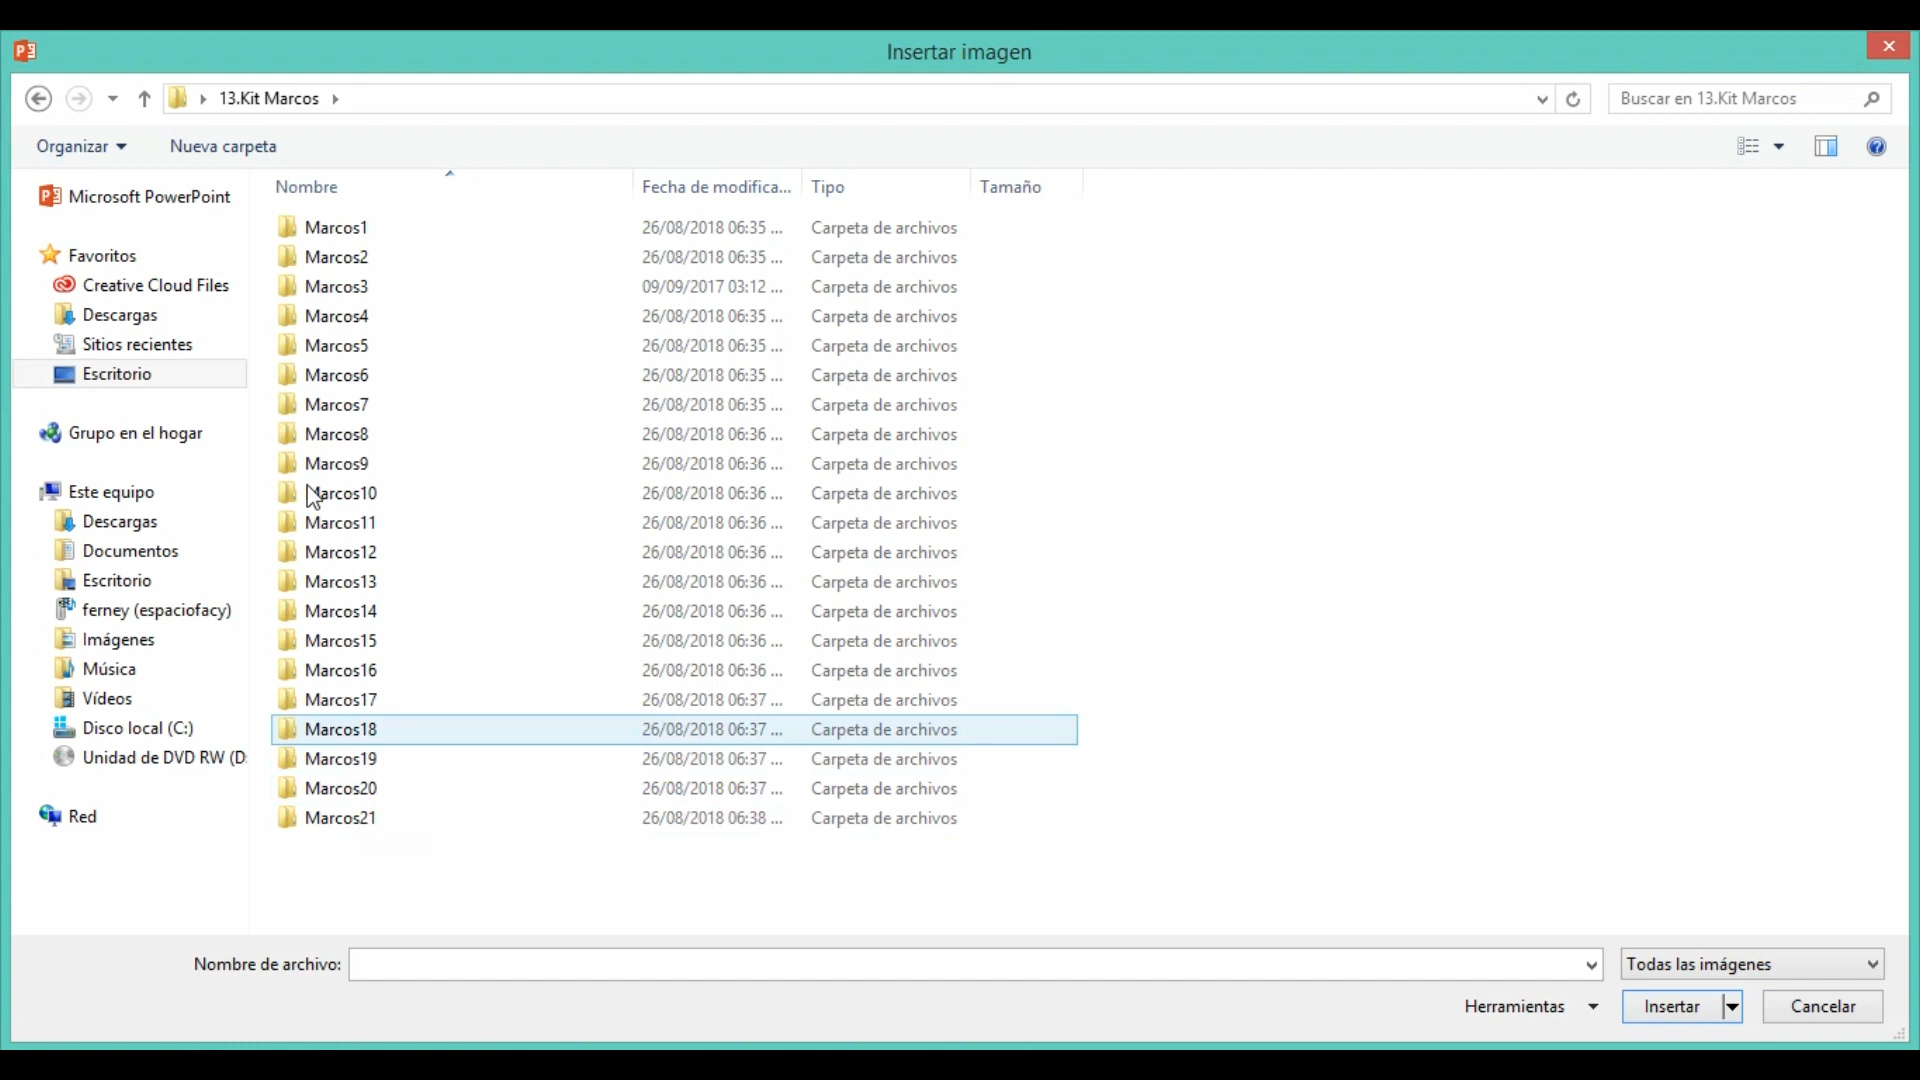 Insertar imagen
13.Kit Marcos
Buscar en 13.Kit Marcos
Organizar
Nueva carpeta
Nombre
Fecha de modifica...
Tipo
Tamaño
Microsoft PowerPoint
Favoritos
Creative Cloud Files
Descargas
Sitios recientes
Escritorio
Grupo en el hogar
Este equipo
Descargas
Documentos
Escritorio
ferney (espaciofacy)
Imágenes
Música
Vídeos
Disco local (C:)
Unidad de DVD RW (D:
Red
Marcos1 26/08/2018 06:35 ... Carpeta de archivos
Marcos2 26/08/2018 06:35 ... Carpeta de archivos
Marcos3 09/09/2017 03:12 ... Carpeta de archivos
Marcos4 26/08/2018 06:35 ... Carpeta de archivos
Marcos5 26/08/2018 06:35 ... Carpeta de archivos
Marcos6 26/08/2018 06:35 ... Carpeta de archivos
Marcos7 26/08/2018 06:35 ... Carpeta de archivos
Marcos8 26/08/2018 06:36 ... Carpeta de archivos
Marcos9 26/08/2018 06:36 ... Carpeta de archivos
Marcos10 26/08/2018 06:36 ... Carpeta de archivos
Marcos11 26/08/2018 06:36 ... Carpeta de archivos
Marcos12 26/08/2018 06:36 ... Carpeta de archivos
Marcos13 26/08/2018 06:36 ... Carpeta de archivos
Marcos14 26/08/2018 06:36 ... Carpeta de archivos
Marcos15 26/08/2018 06:36 ... Carpeta de archivos
Marcos16 26/08/2018 06:36 ... Carpeta de archivos
Marcos17 26/08/2018 06:37 ... Carpeta de archivos
Marcos18 26/08/2018 06:37 ... Carpeta de archivos
Marcos19 26/08/2018 06:37 ... Carpeta de archivos
Marcos20 26/08/2018 06:37 ... Carpeta de archivos
Marcos21 26/08/2018 06:38 ... Carpeta de archivos
Nombre de archivo:
Todas las imágenes
Herramientas
Insertar
Cancelar